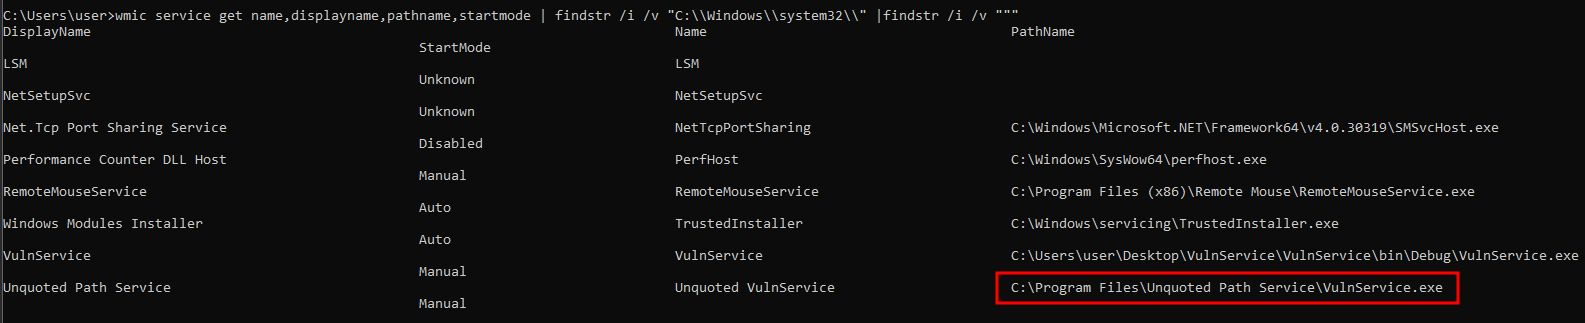 C:\Users\user>wmic service get name,displayname,pathname,startmode | findstr /i /v "C:\\Windows\\system32\\" |findstr /i /v """
DisplayName Name PathName
StartMode
LSM LSM
Unknown
NetSetupSvc NetSetupSvc
Unknown
Net.Tcp Port Sharing Service NetTcpPortSharing C:\Windows\Microsoft.NET\Framework64\v4.0.30319\SMSvcHost.exe
Disabled
Performance Counter DLL Host PerfHost C:\Windows\SysWow64\perfhost.exe
Manual
RemoteMouseService RemoteMouseService C:\Program Files (x86)\Remote Mouse\RemoteMouseService.exe
Auto
Windows Modules Installer TrustedInstaller C:\Windows\servicing\TrustedInstaller.exe
Auto
VulnService VulnService C:\Users\user\Desktop\VulnService\VulnService\bin\Debug\VulnService.exe
Manual
Unquoted Path Service Unquoted VulnService C:\Program Files\Unquoted Path Service\VulnService.exe
Manual